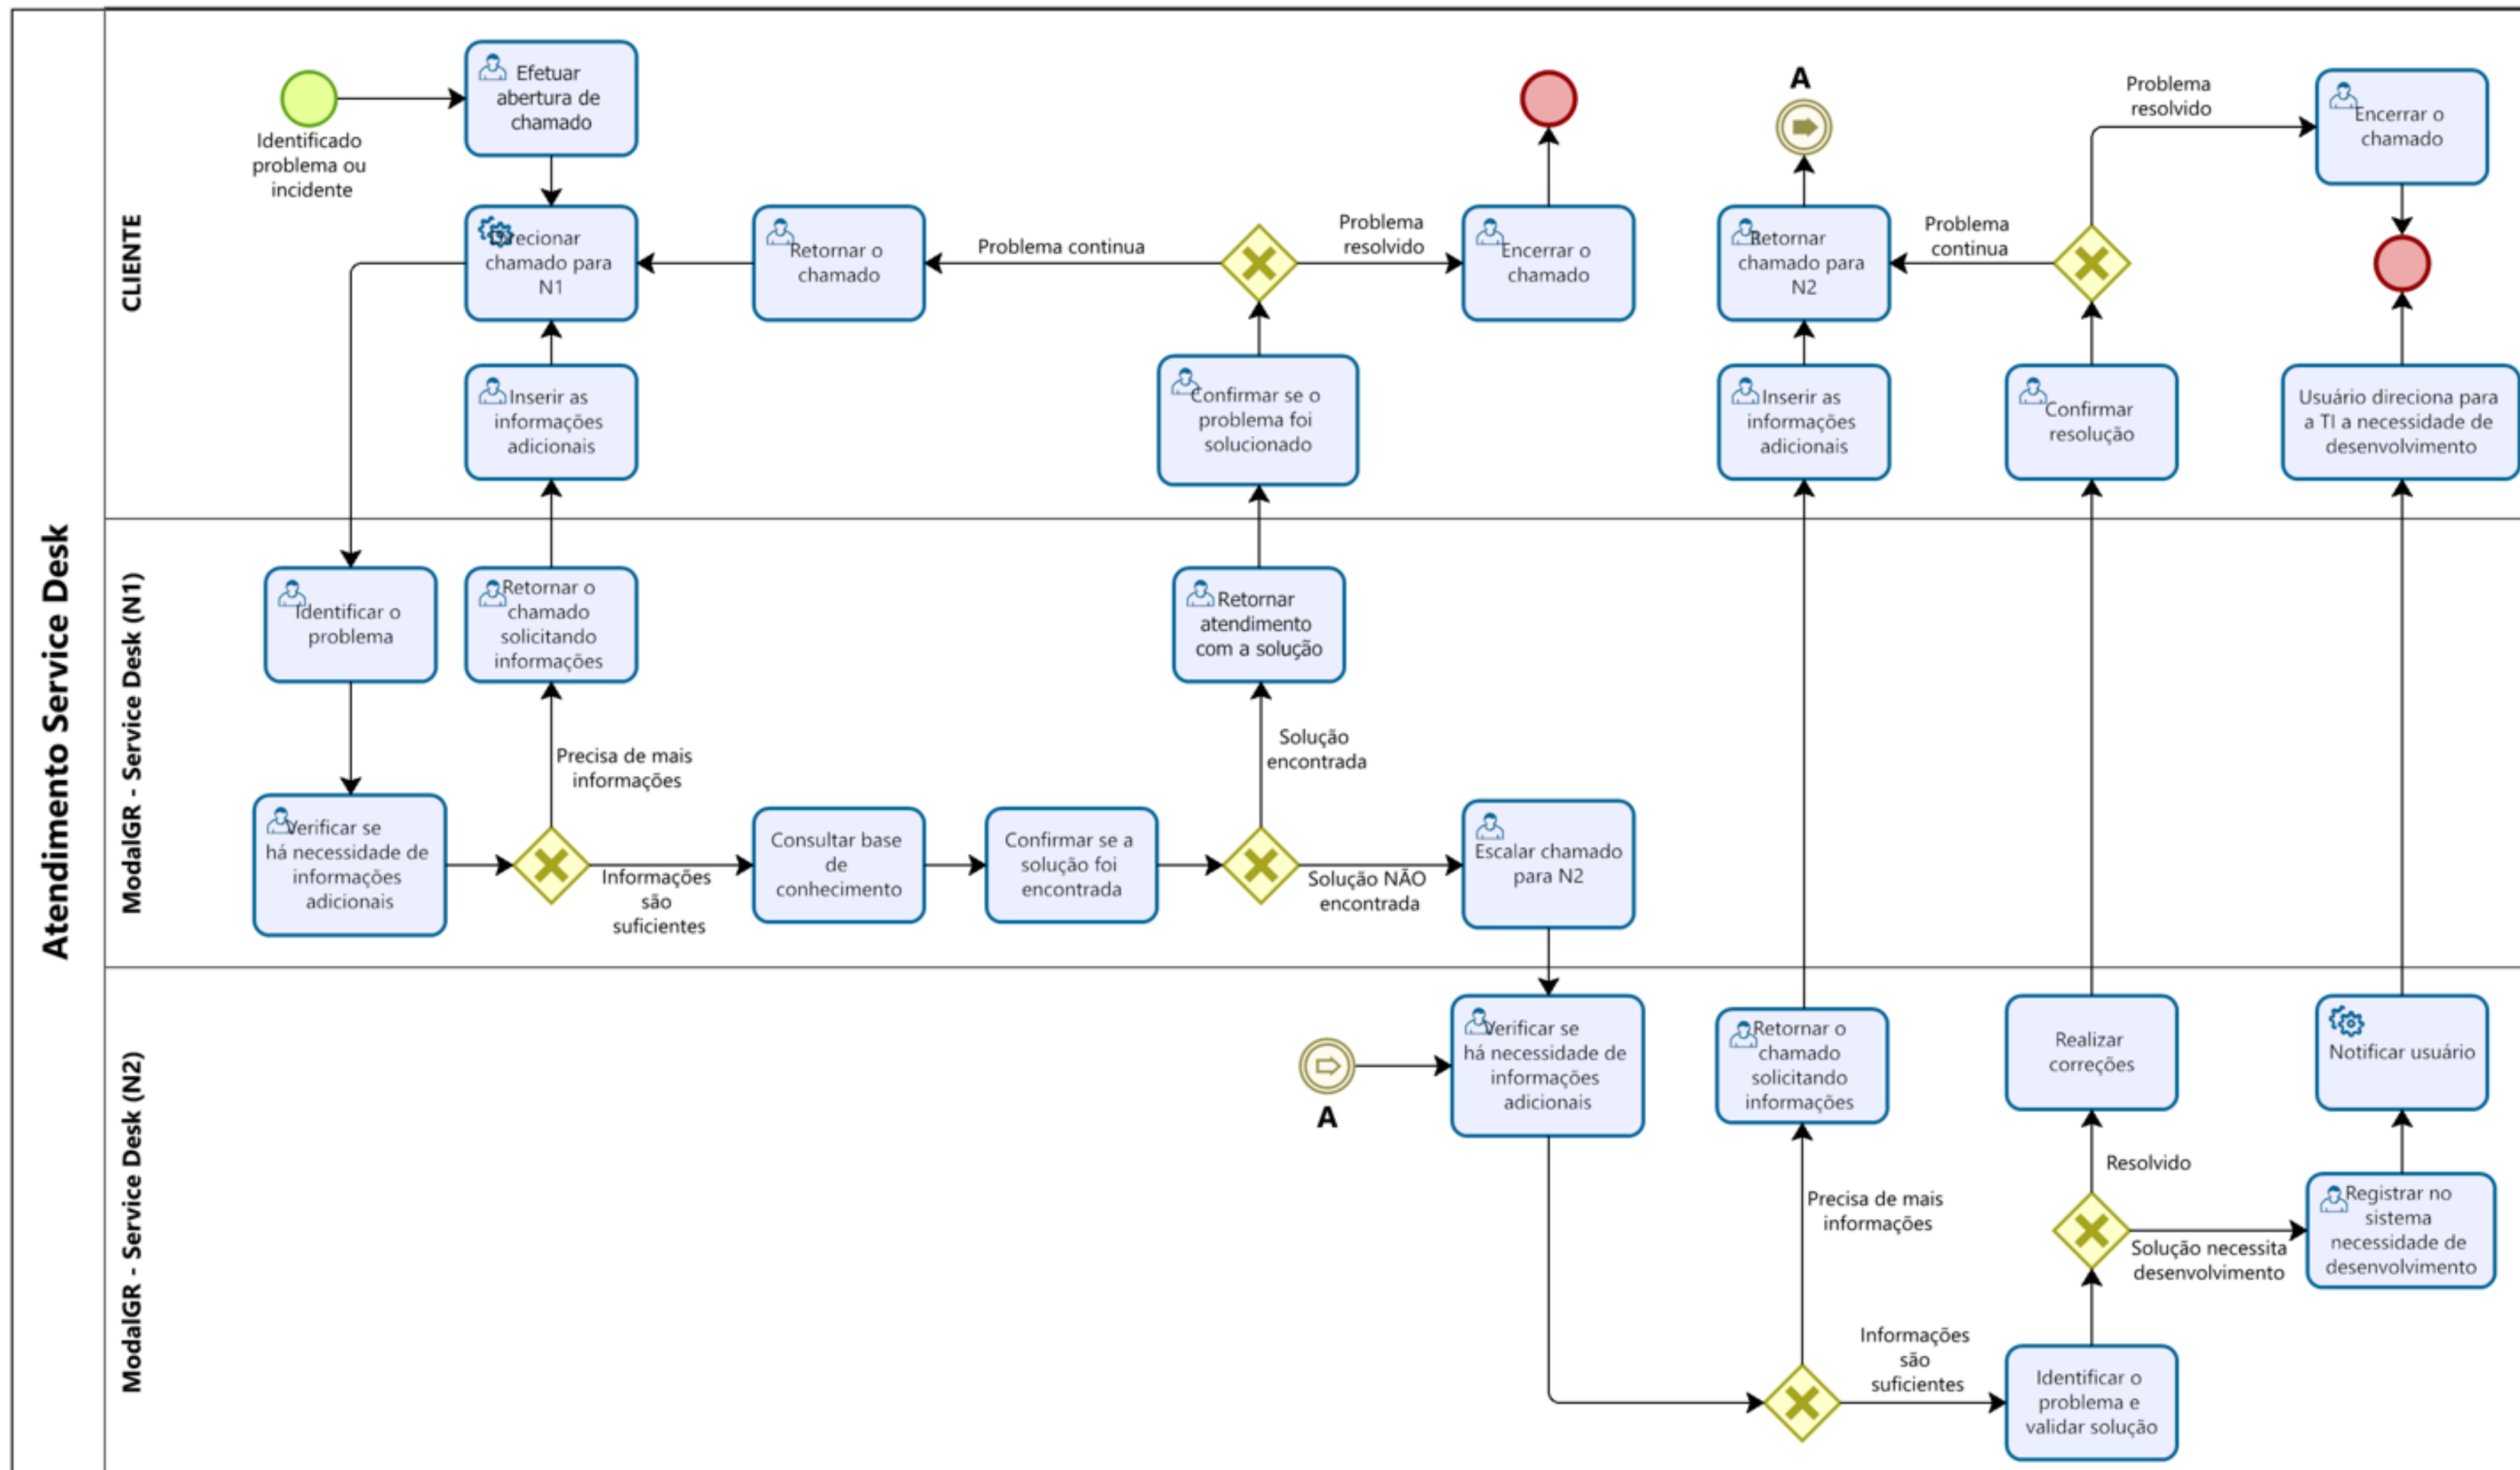 Atendimento Service Desk
CLIENTE
Identificado
problema ou
incidente
Efetuar
abertura de
chamado
Direcionar
chamado para
N1
Inserir as
informações
adicionais
Retornar o
chamado
Problema continua
Problema
resolvido
Confirmar se o
problema foi
solucionado
Encerrar o
chamado
A
Retornar
chamado para
N2
Inserir as
informações
adicionais
Problema
continua
Problema
resolvido
Confirmar
resolução
Encerrar o
chamado
Usuário direciona para
a TI a necessidade de
desenvolvimento
ModalGR - Service Desk (N1)
Identificar o
problema
Verificar se
há necessidade de
informações
adicionais
Retornar o
chamado
solicitando
informações
Precisa de mais
informações
Informações
são
suficientes
Consultar base
de
conhecimento
Confirmar se a
solução foi
encontrada
Retornar
atendimento
com a solução
Solução
encontrada
Solução NÃO
encontrada
Escalar chamado
para N2
ModalGR - Service Desk (N2)
A
Verificar se
há necessidade de
informações
adicionais
Retornar o
chamado
solicitando
informações
Precisa de mais
informações
Informações
são
suficientes
Identificar o
problema e
validar solução
Resolvido
Realizar
correções
Solução necessita
desenvolvimento
Registrar no
sistema
necessidade de
desenvolvimento
Notificar usuário